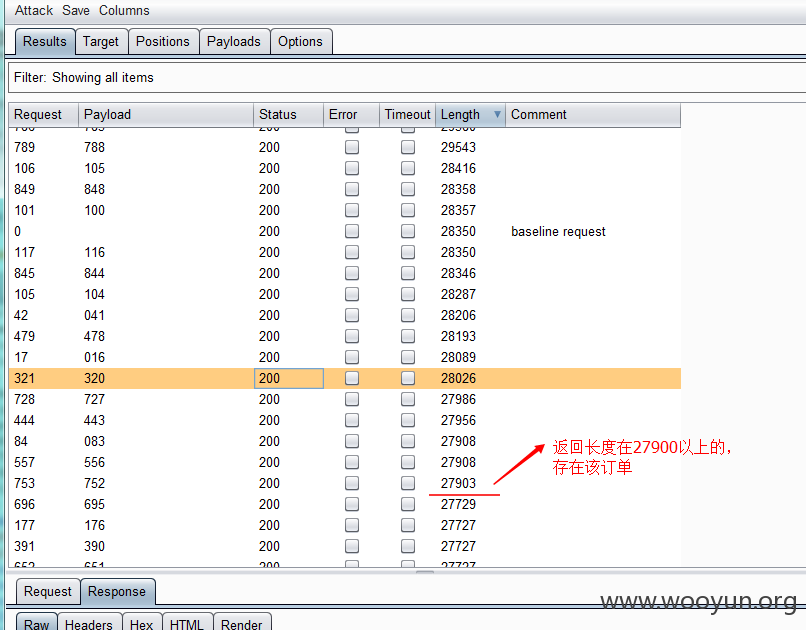 Attack Save Columns
Results Target Positions Payloads Options
Filter: Showing all items
Request Payload Status Error Timeout Length Comment
789 788 200 29543
106 105 200 28416
849 848 200 28358
101 100 200 28357
0 200 28350 baseline request
117 116 200 28350
845 844 200 28346
105 104 200 28287
42 041 200 28206
479 478 200 28193
17 016 200 28089
321 320 200 28026
728 727 200 27986
444 443 200 27956
84 083 200 27908
返回长度在27900以上的,
存在该订单
557 556 200 27908
753 752 200 27903
696 695 200 27729
177 176 200 27727
391 390 200 27727
652 651 200 27727
Request Response
www.wooyun.org
Raw Headers Hex HTML Render